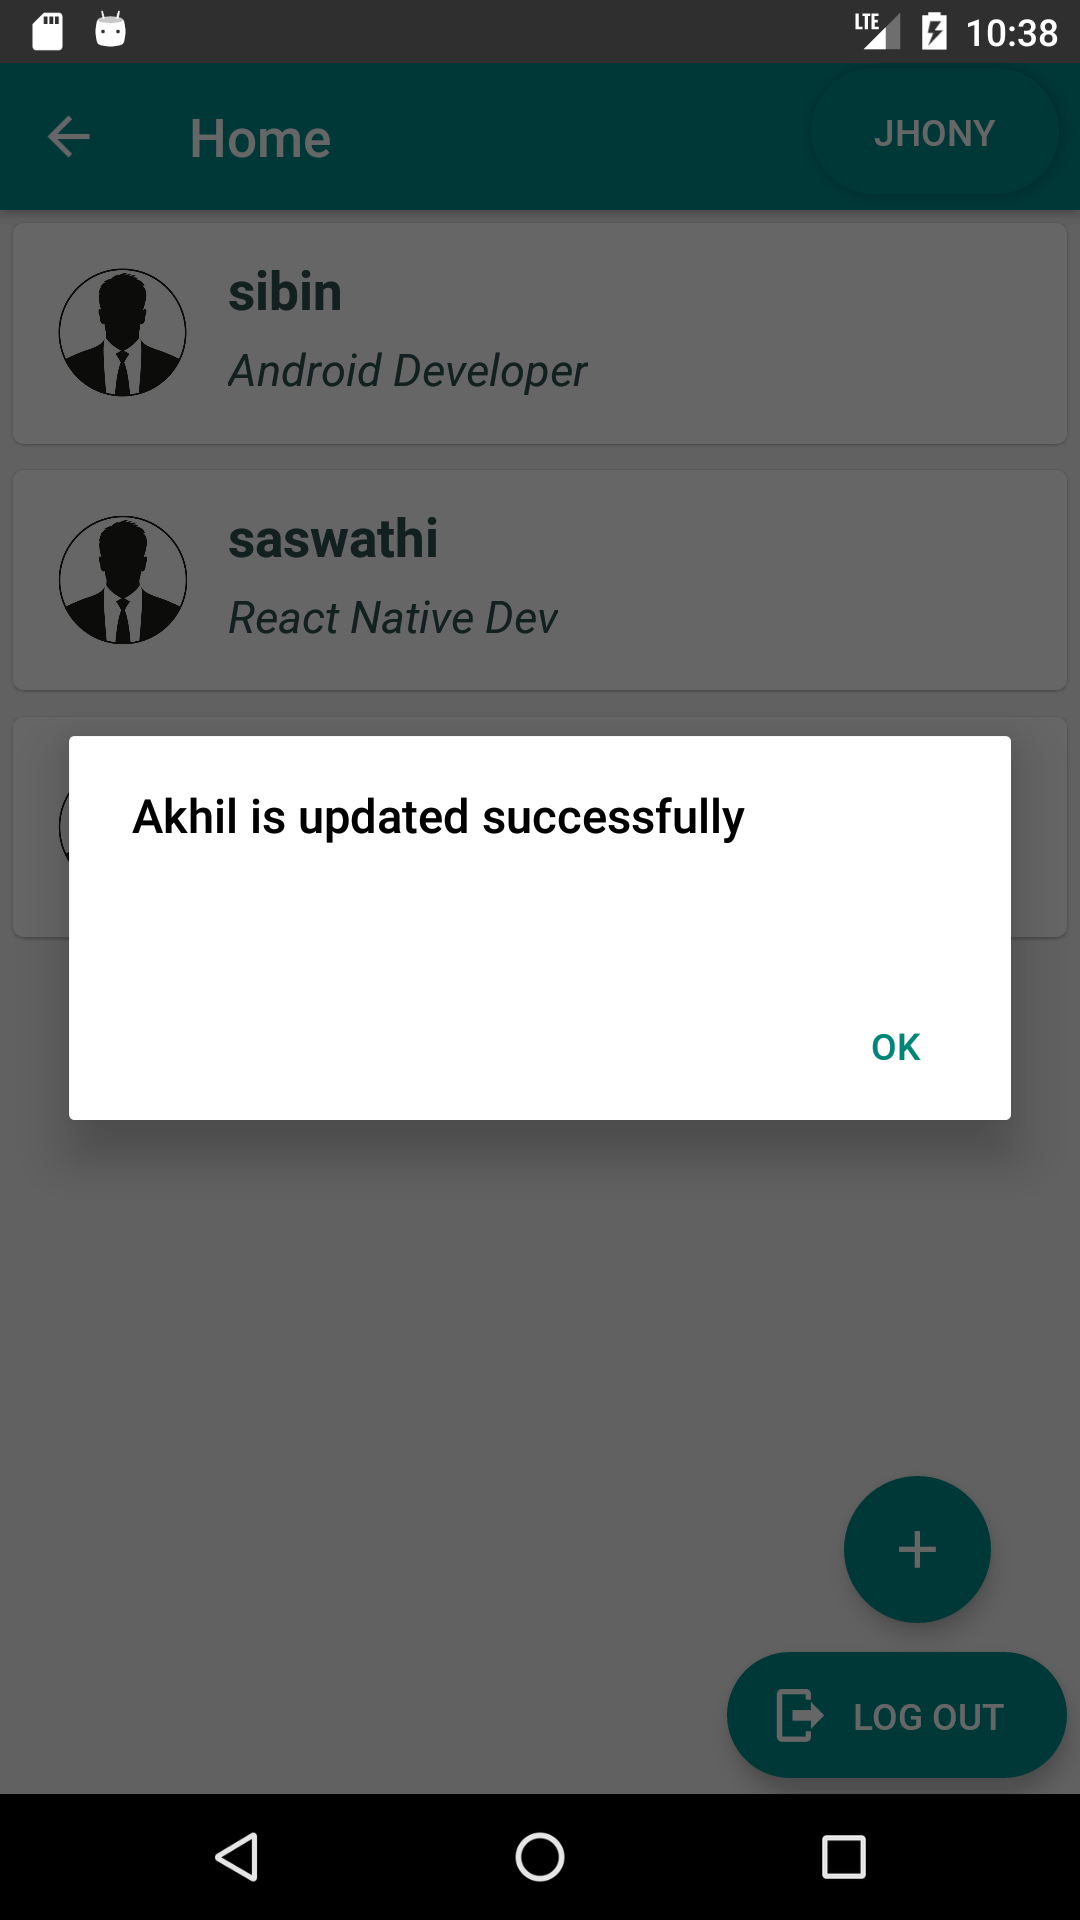 LTE 10:38
Home
JHONY
sibin
Android Developer
saswathi
React Native Dev
Akhil is updated successfully
OK
LOG OUT